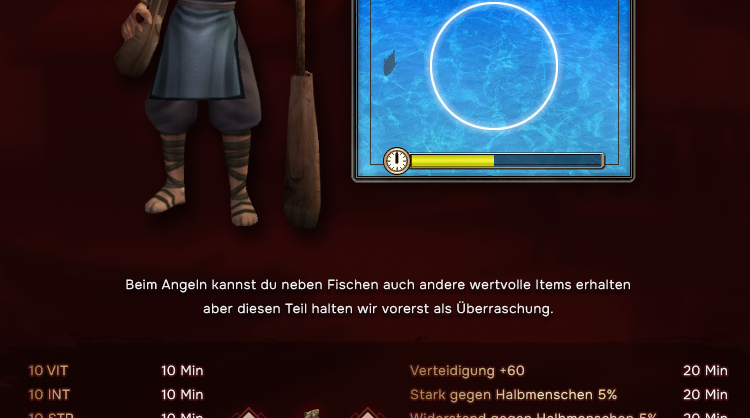 Beim Angeln kannst du neben Fischen auch andere wertvolle Items erhalten
aber diesen Teil halten wir vorerst als Überraschung.
10 VIT 10 Min
10 INT 10 Min
10 STR 10 Min
Verteidigung +60 20 Min
Stark gegen Halbmenschen 5% 20 Min
Widerstand gegen Halbmenschen 5% 20 Min